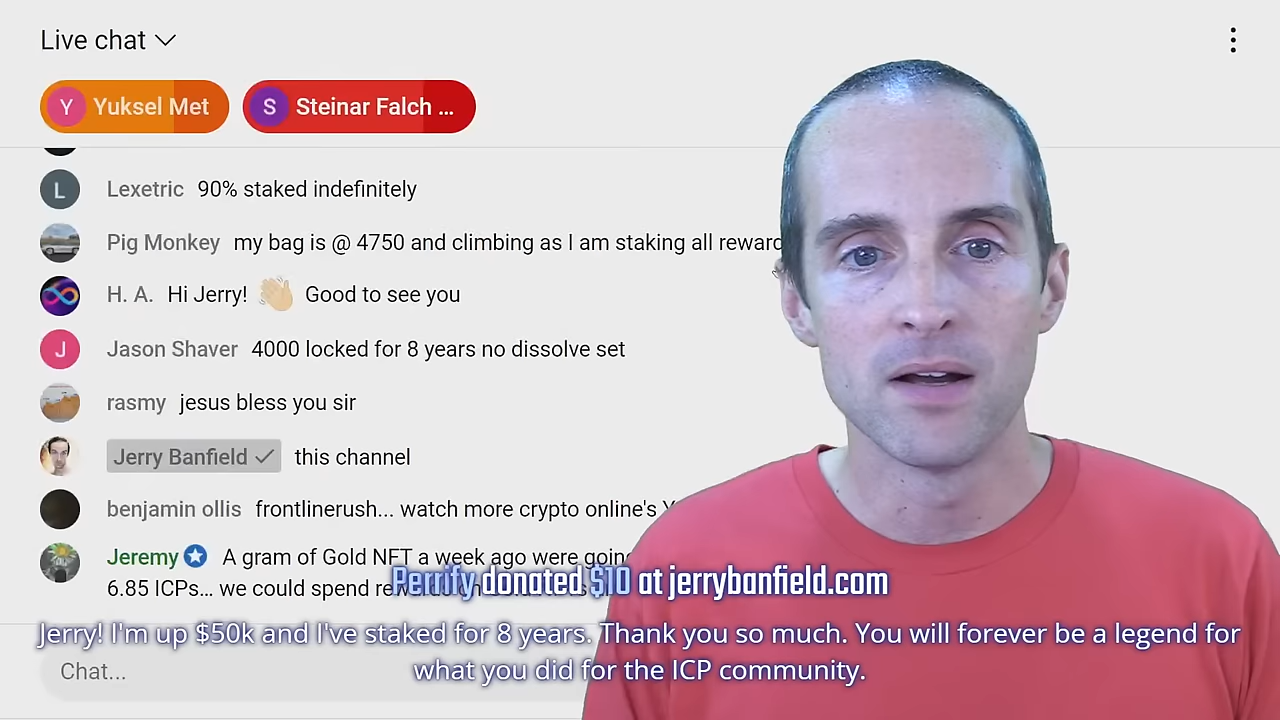 Live chat
Y Yuksel Met
S Steinar Falch ...
L Lexetric 90% staked indefinitely
Pig Monkey my bag is @ 4750 and climbing as I am staking all
H. A. Hi Jerry! 👋🏼 Good to see you
J Jason Shaver 4000 locked for 8 years no dissolve set
rasmy jesus bless you sir
Jerry Banfield this channel
benjamin ollis frontlinerush... watch more crypto online's
Jeremy A gram of Gold NFT a week ago were
6.85 ICPs... we could spend
Perrify donated $10 at jerrybanfield.com
Jerry! I'm up $50k and I've staked for 8 years. Thank you so much. You will forever be a legend for
what you did for the ICP community.
Chat...